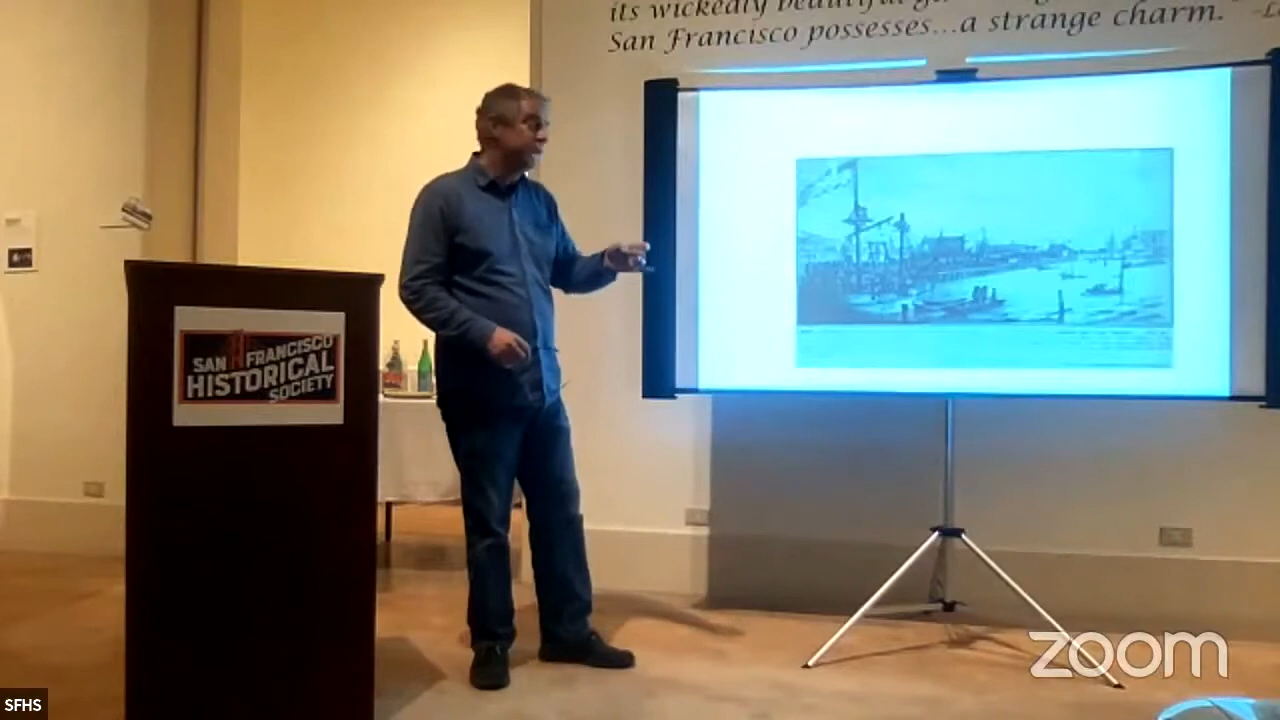 its wickedly beautiful
San Francisco possesses...a strange charm.
SAN FRANCISCO
HISTORICAL
SOCIETY
zoom
SFHS